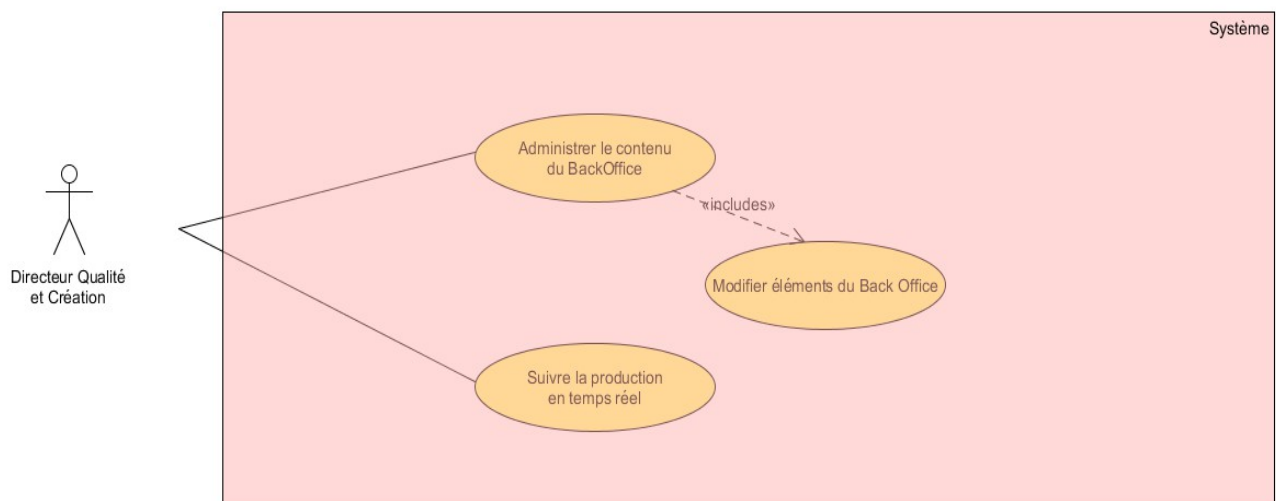 Système
Administrer le contenu
du BackOffice
«includes»
Directeur Qualité
et Création
Modifier éléments du Back Office
Suivre la production
en temps réel